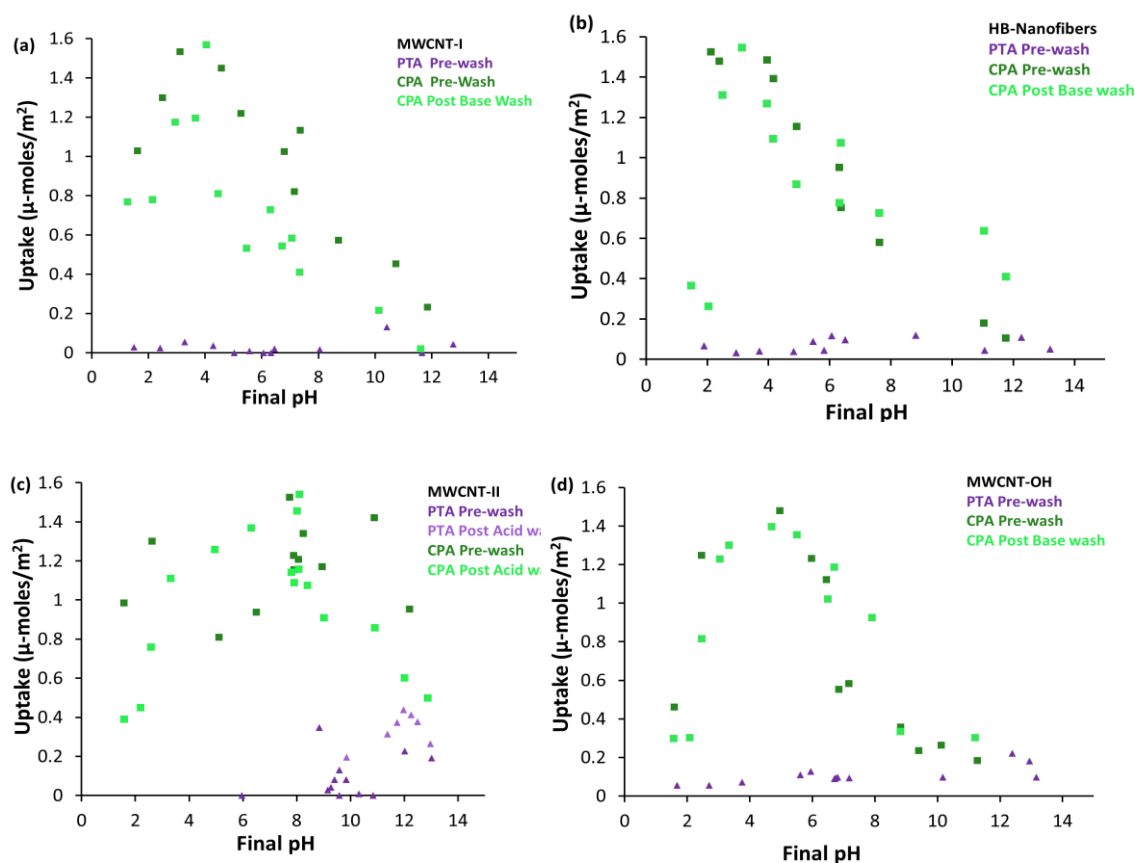 (a)
MWCNT-I
PTA Pre-wash
CPA Pre-Wash
CPA Post Base Wash
Uptake (μ-moles/m²)
1.6
1.4
1.2
1
0.8
0.6
0.4
0.2
0
0 2 4 6 8 10 12 14
Final pH
(b)
HB-Nanofibers
PTA Pre-wash
CPA Pre-wash
CPA Post Base wash
Uptake (μ-moles/m²)
1.6
1.4
1.2
1
0.8
0.6
0.4
0.2
0
0 2 4 6 8 10 12 14
Final pH
(c)
MWCNT-II
PTA Pre-wash
PTA Post Acid wa
CPA Pre-wash
CPA Post Acid wa
Uptake (μ-moles/m²)
1.6
1.4
1.2
1
0.8
0.6
0.4
0.2
0
0 2 4 6 8 10 12 14
Final pH
(d)
MWCNT-OH
PTA Pre-wash
CPA Pre-wash
CPA Post Base wash
Uptake (μ-moles/m²)
1.6
1.4
1.2
1
0.8
0.6
0.4
0.2
0
0 2 4 6 8 10 12 14
Final pH